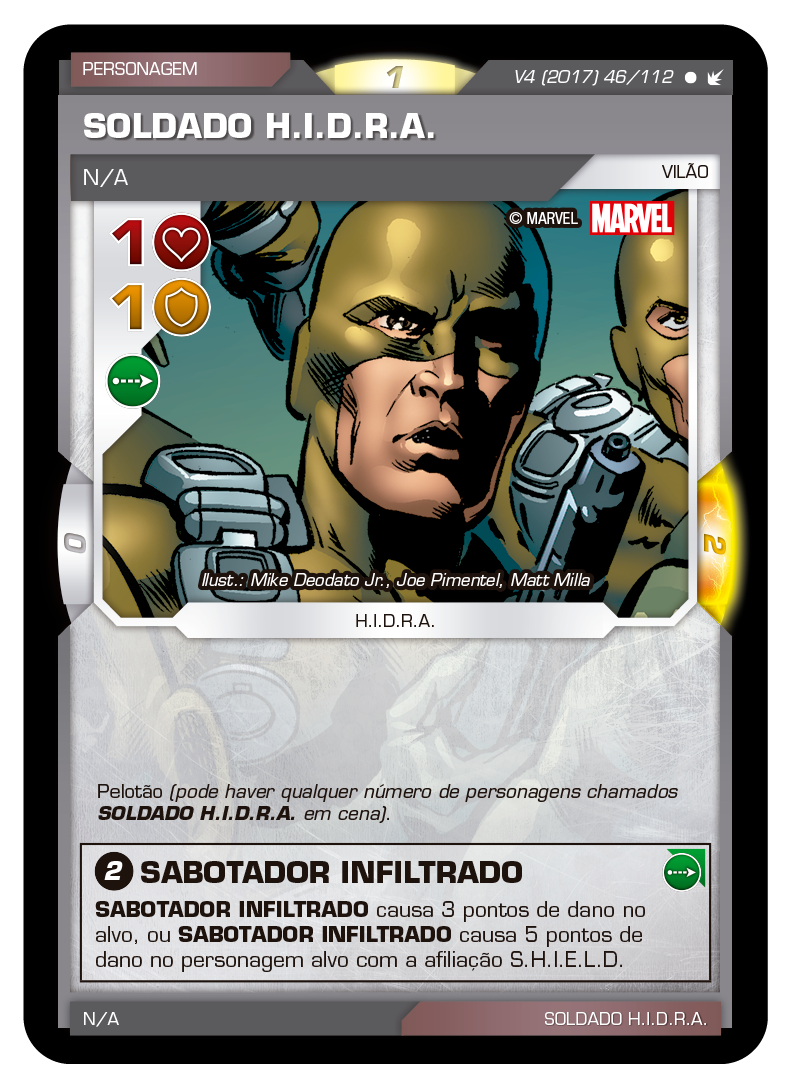 PERSONAGEM
1
V4 (2017) 46/112
SOLDADO H.I.D.R.A.
N/A
VILÃO
© MARVEL MARVEL
1
1
0
2
Ilust.: Mike Deodato Jr., Joe Pimentel, Matt Milla
H.I.D.R.A.
Pelotão (pode haver qualquer número de personagens chamados
SOLDADO H.I.D.R.A. em cena).
2 SABOTADOR INFILTRADO
SABOTADOR INFILTRADO causa 3 pontos de dano no
alvo, ou SABOTADOR INFILTRADO causa 5 pontos de
dano no personagem alvo com a afiliação S.H.I.E.L.D.
N/A
SOLDADO H.I.D.R.A.